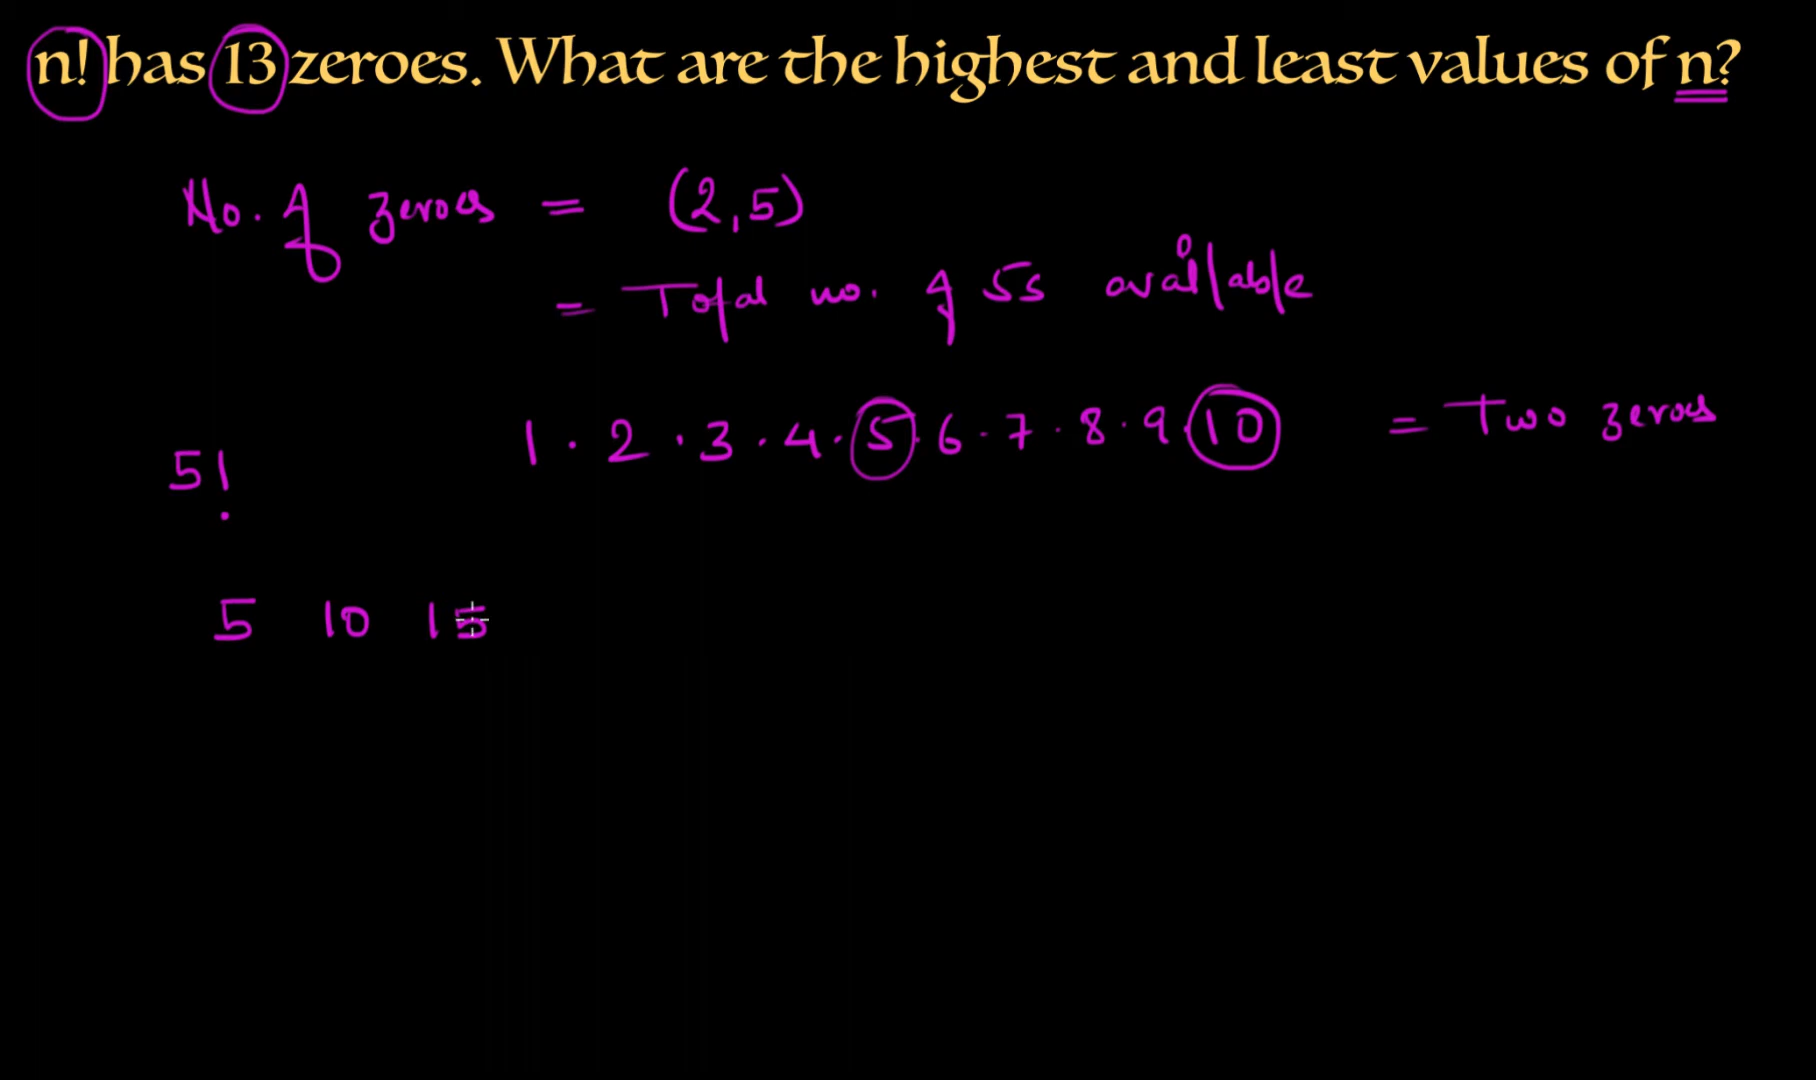 n! has 13 zeroes. What are the highest and least values of n?
No. of zeroes = (2,5)
= Total no. of 5s available
1 · 2 · 3 · 4 · 5 · 6 · 7 · 8 · 9 · 10 = Two zeroes
5!
5 10 15